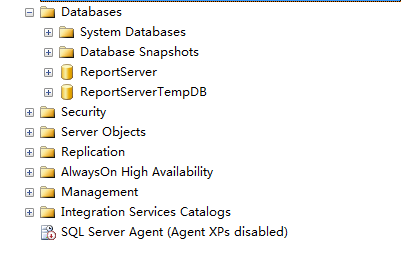 Databases
System Databases
Database Snapshots
ReportServer
ReportServerTempDB
Security
Server Objects
Replication
AlwaysOn High Availability
Management
Integration Services Catalogs
SQL Server Agent (Agent XPs disabled)